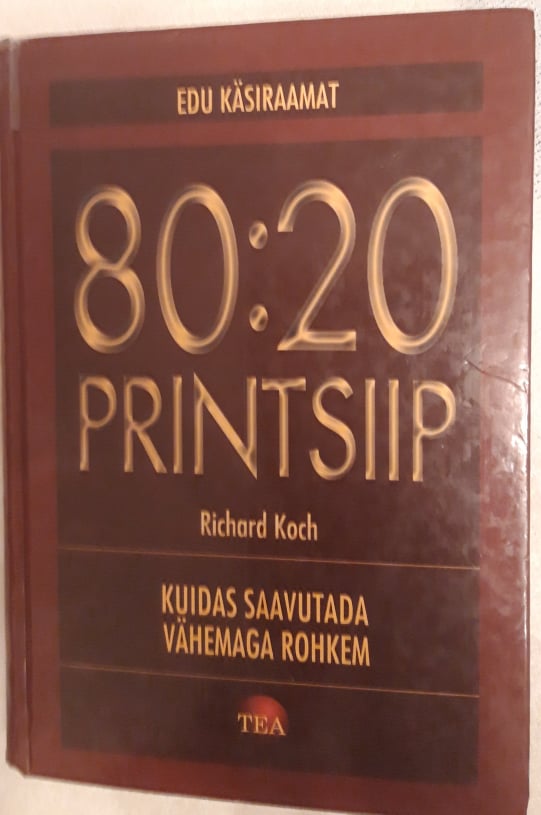 EDU KÄSIRAAMAT
80:20
PRINTSIIP
Richard Koch
KUIDAS SAAVUTADA
VÄHEMAGA ROHKEM
TEA